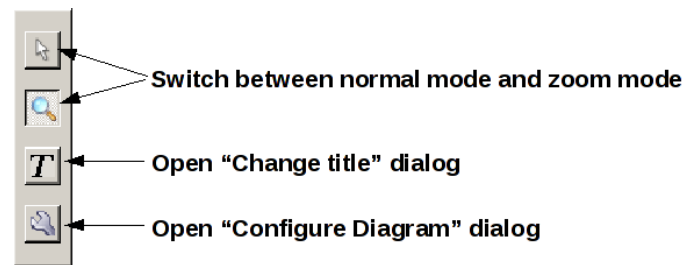 Switch between normal mode and zoom mode
T
Open “Change title” dialog
Open “Configure Diagram” dialog